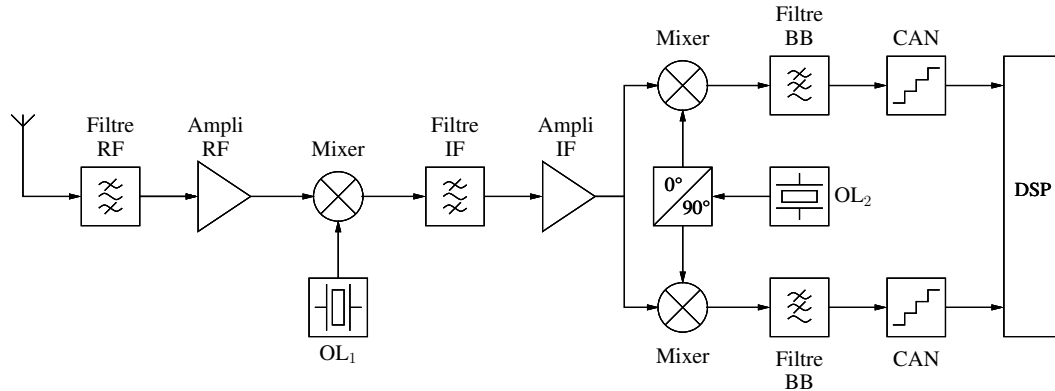 Mixer
Filtre
BB
CAN
Filtre
RF
Ampli
RF
Mixer
Filtre
IF
Ampli
IF
0°
90°
OL₂
DSP
OL₁
Mixer
Filtre
BB
CAN